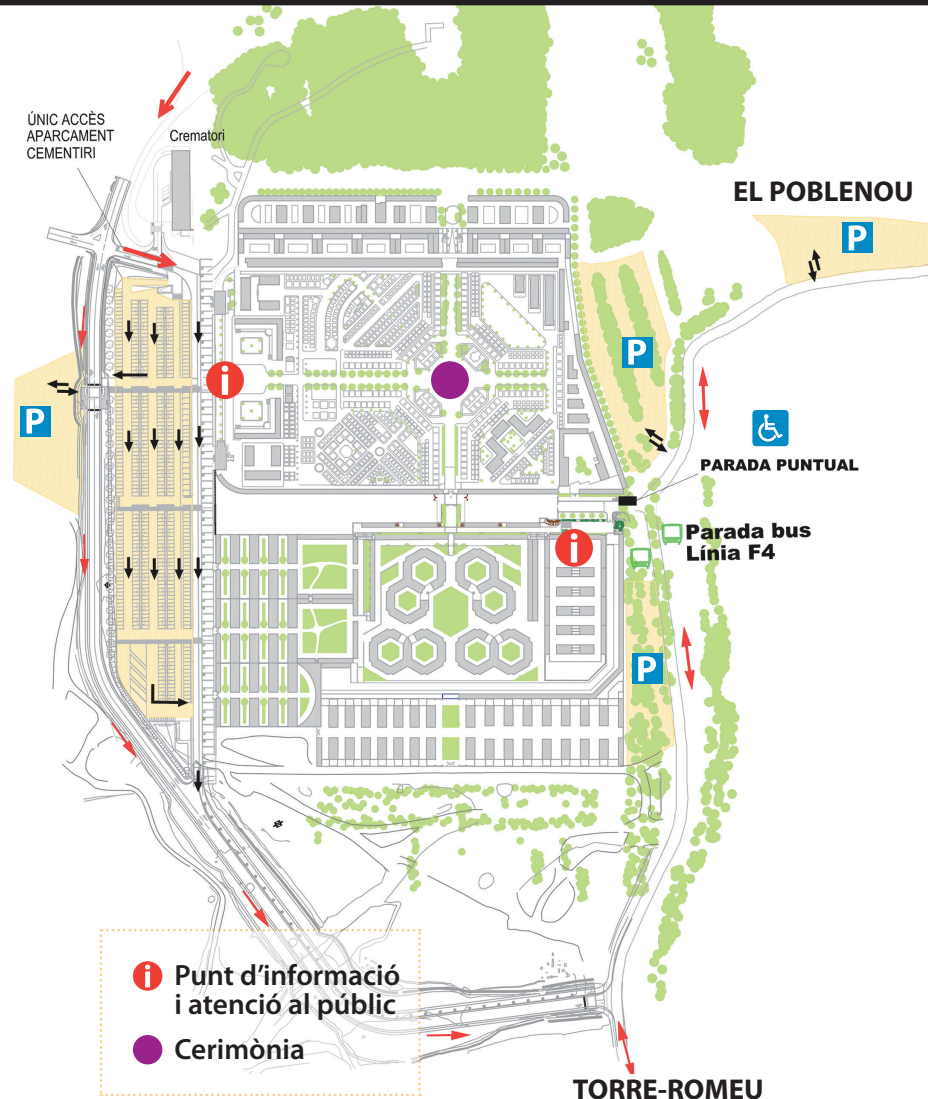 ÚNIC ACCÈS
APARCAMENT
CEMENTIRI
Crematori
EL POBLENOU
P
P
P
i
PARADA PUNTUAL
Parada bus
Línia F4
i
P
i Punt d'informació
i atenció al públic
Cerimònia
TORRE-ROMEU